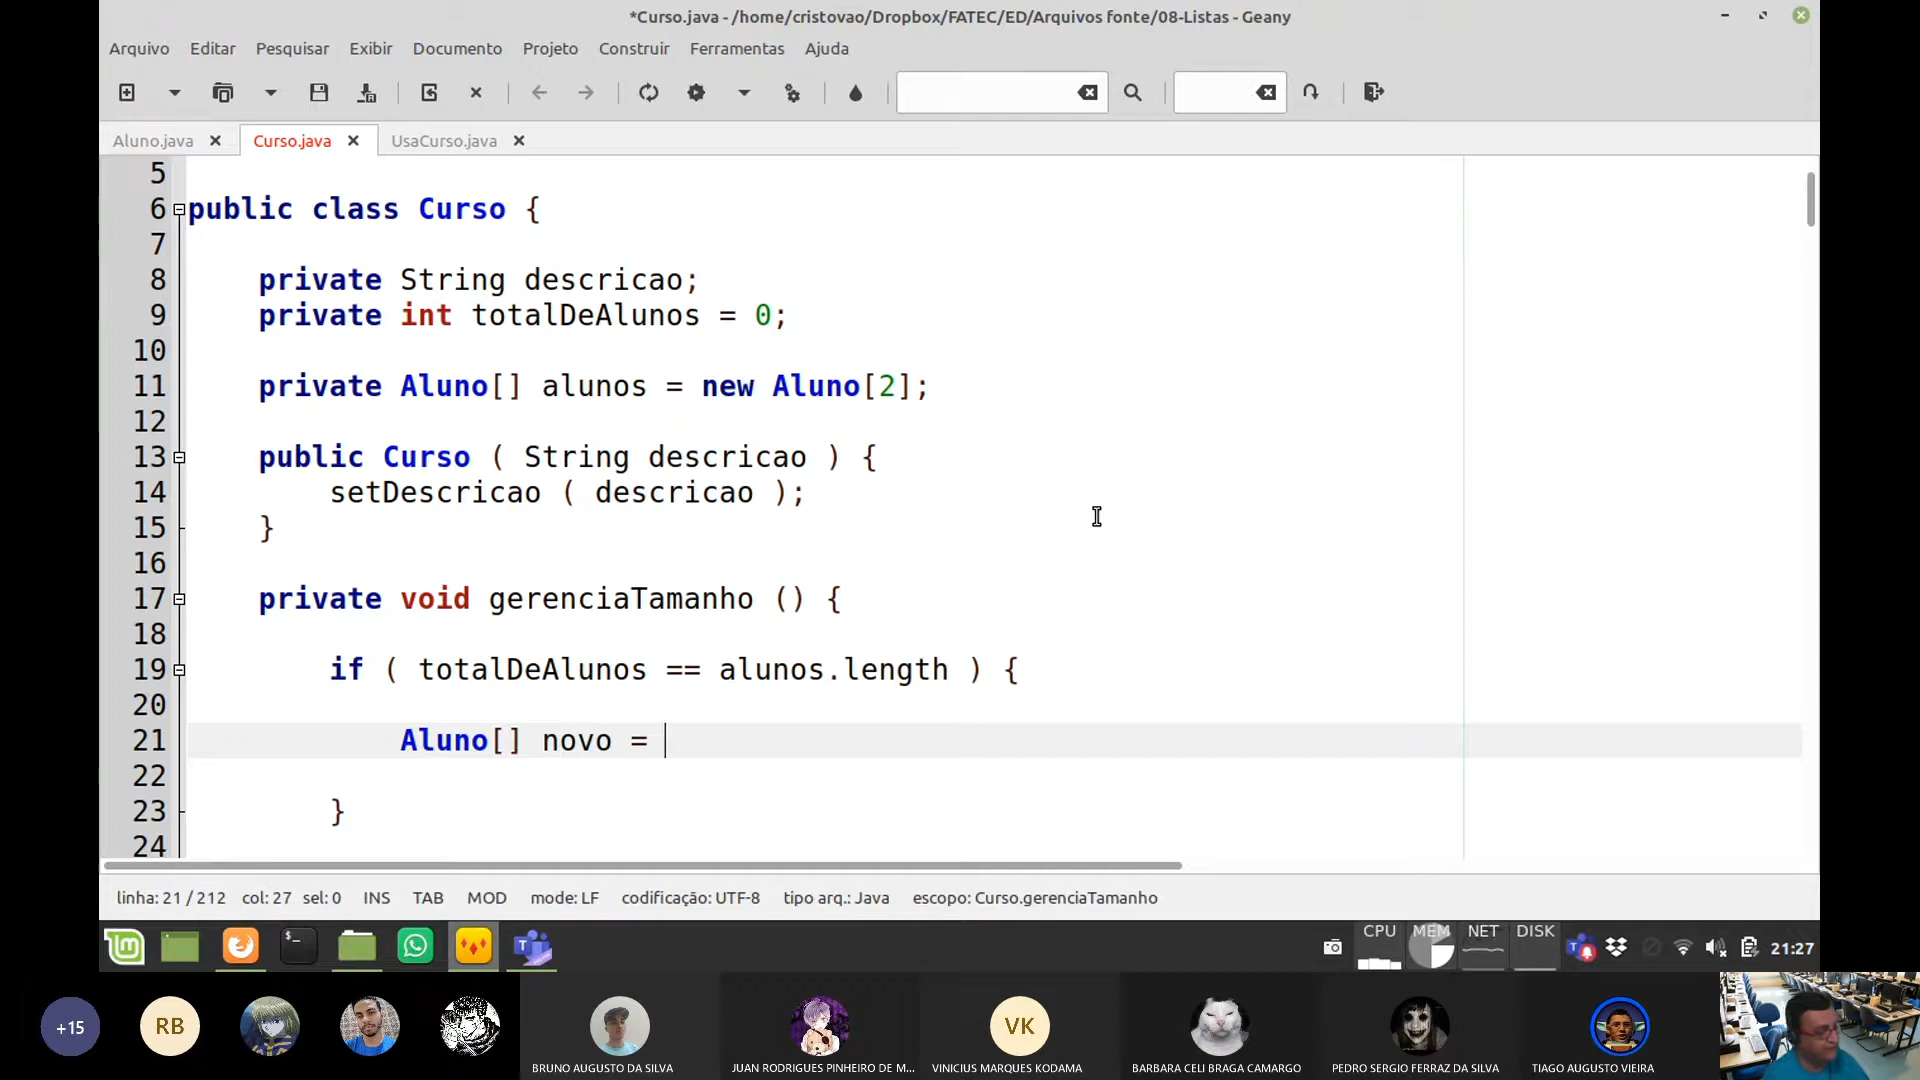 *Curso.java - /home/cristovao/Dropbox/FATEC/ED/Arquivos fonte/08-Listas - Geany
Arquivo Editar Pesquisar Exibir Documento Projeto Construir Ferramentas Ajuda
Aluno.java Curso.java UsaCurso.java
5
6 public class Curso {
7
8 private String descricao;
9 private int totalDeAlunos = 0;
10
11 private Aluno[] alunos = new Aluno[2];
12
13 public Curso ( String descricao ) {
14 setDescricao ( descricao );
15 }
16
17 private void gerenciaTamanho () {
18
19 if ( totalDeAlunos == alunos.length ) {
20
21 Aluno[] novo =
22
23 }
24
linha: 21 / 212 col: 27 sel: 0 INS TAB MOD mode: LF codificação: UTF-8 tipo arq.: Java escopo: Curso.gerenciaTamanho
CPU MEM NET DISK 21:27
+15 RB VK
BRUNO AUGUSTO DA SILVA JUAN RODRIGUES PINHEIRO DE M... VINICIUS MARQUES KODAMA BARBARA CELI BRAGA CAMARGO PEDRO SERGIO FERRAZ DA SILVA TIAGO AUGUSTO VIEIRA